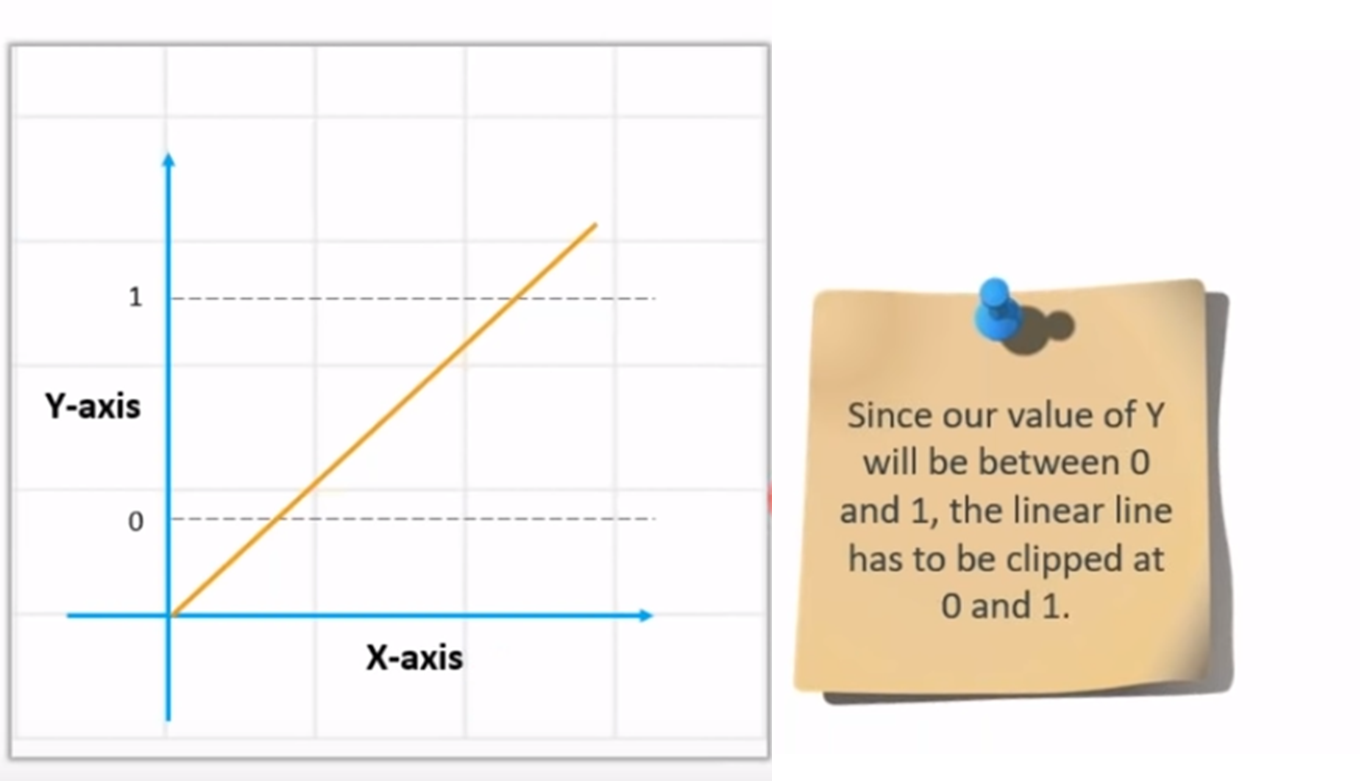 1
Y-axis
0
X-axis
Since our value of Y
will be between 0
and 1, the linear line
has to be clipped at
0 and 1.